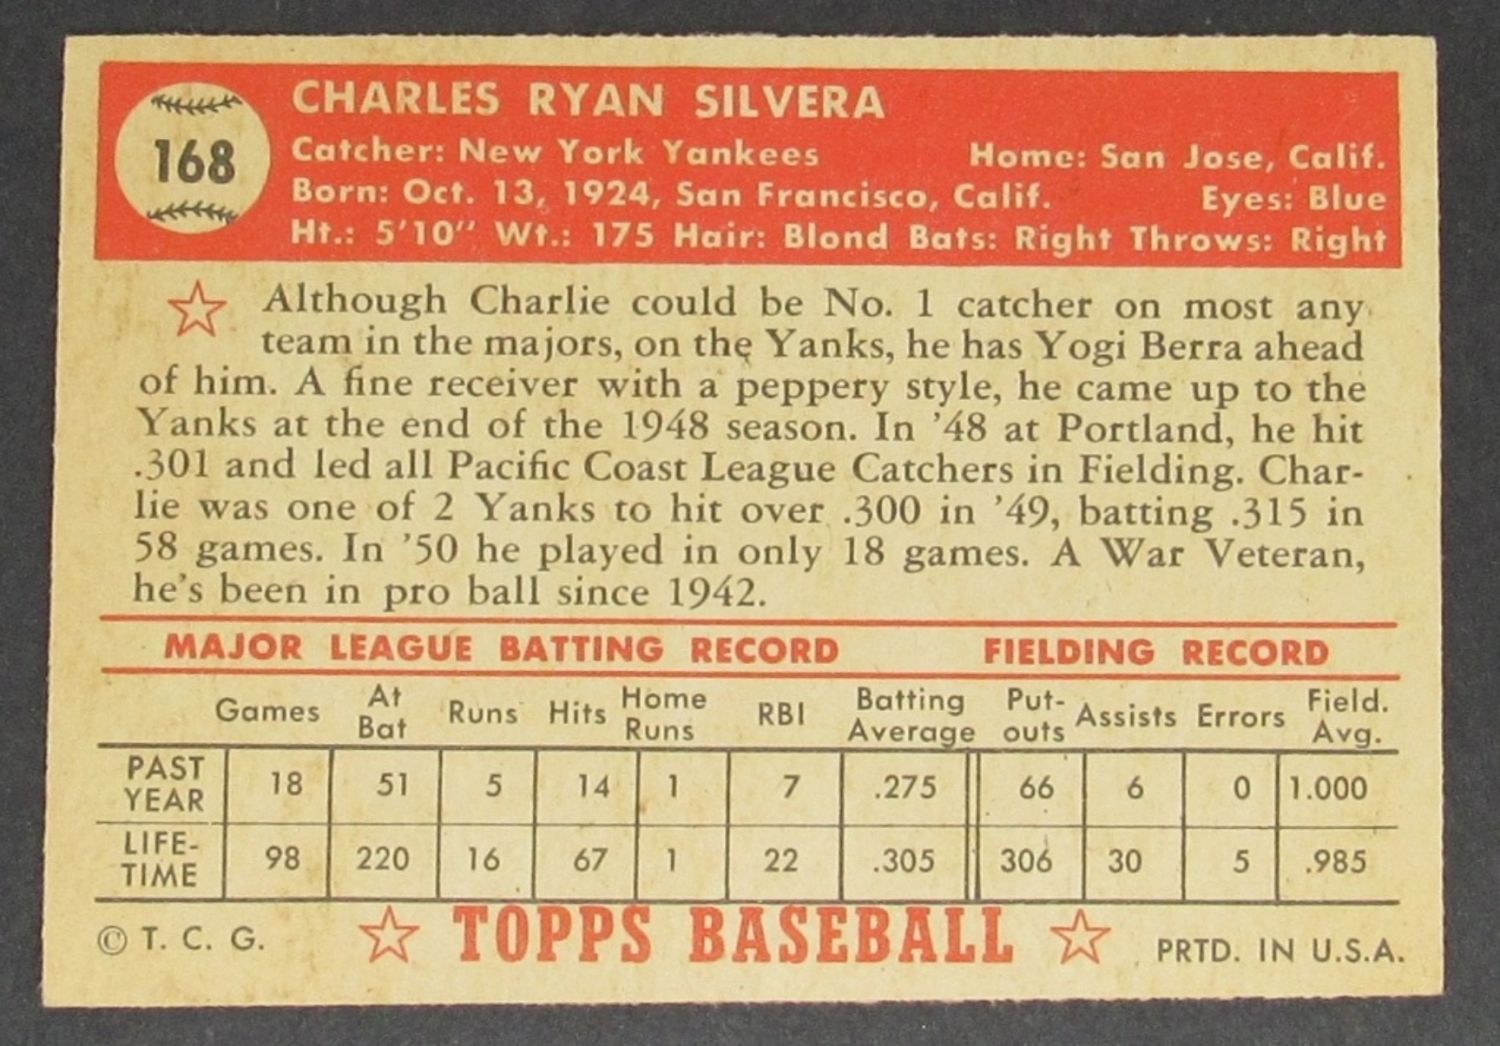 168
CHARLES RYAN SILVERA
Catcher: New York Yankees Home: San Jose, Calif.
Born: Oct. 13, 1924, San Francisco, Calif. Eyes: Blue
Ht.: 5'10" Wt.: 175 Hair: Blond Bats: Right Throws: Right
Although Charlie could be No. 1 catcher on most any
team in the majors, on the Yanks, he has Yogi Berra ahead
of him. A fine receiver with a peppery style, he came up to the
Yanks at the end of the 1948 season. In '48 at Portland, he hit
.301 and led all Pacific Coast League Catchers in Fielding. Char-
lie was one of 2 Yanks to hit over .300 in '49, batting .315 in
58 games. In '50 he played in only 18 games. A War Veteran,
he's been in pro ball since 1942.
MAJOR LEAGUE BATTING RECORD FIELDING RECORD
Games At Bat Runs Hits Home Runs RBI Batting Average Put-outs Assists Errors Field. Avg.
PAST YEAR 18 51 5 14 1 7 .275 66 6 0 1.000
LIFE-TIME 98 220 16 67 1 22 .305 306 30 5 .985
© T. C. G. TOPPS BASEBALL PRTD. IN U.S.A.